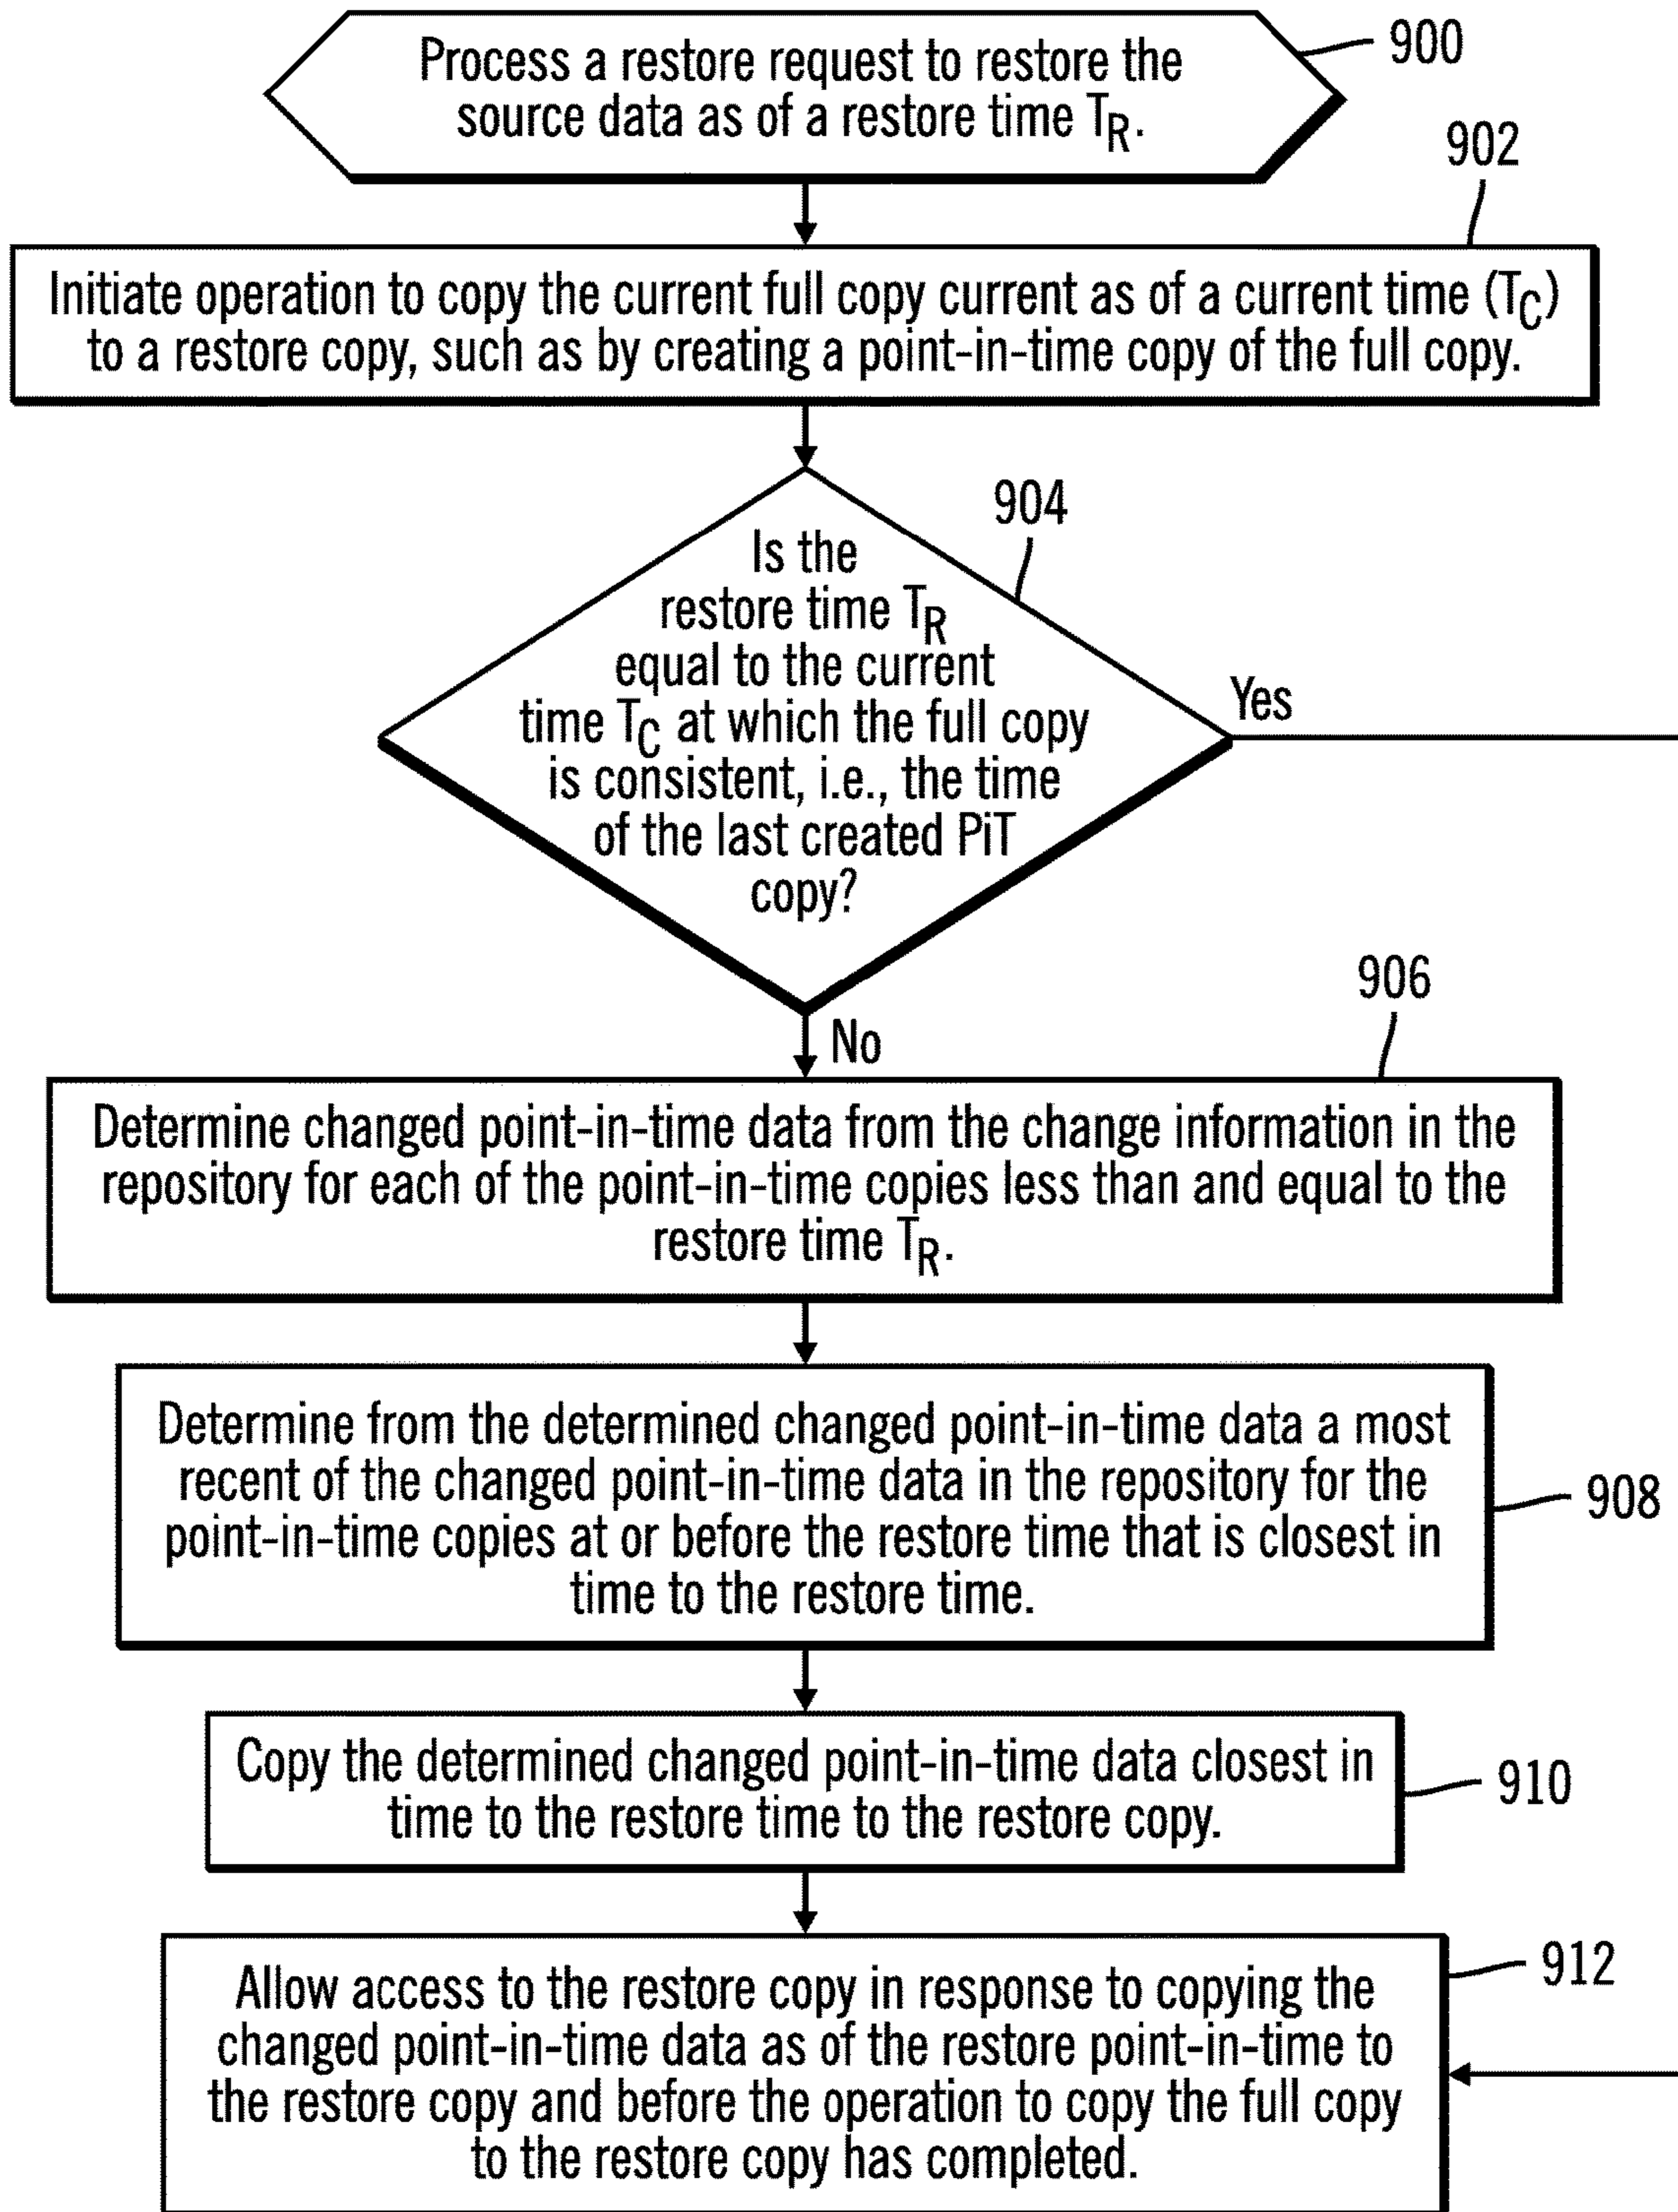 Process a restore request to restore the
source data as of a restore time TR.
900
902
Initiate operation to copy the current full copy current as of a current time (TC)
to a restore copy, such as by creating a point-in-time copy of the full copy.
904
Is the
restore time TR
equal to the current
time TC at which the full copy
is consistent, i.e., the time
of the last created PiT
copy?
Yes
No
906
Determine changed point-in-time data from the change information in the
repository for each of the point-in-time copies less than and equal to the
restore time TR.
Determine from the determined changed point-in-time data a most
recent of the changed point-in-time data in the repository for the
point-in-time copies at or before the restore time that is closest in
time to the restore time.
908
Copy the determined changed point-in-time data closest in
time to the restore time to the restore copy.
910
Allow access to the restore copy in response to copying the
changed point-in-time data as of the restore point-in-time to
the restore copy and before the operation to copy the full copy
to the restore copy has completed.
912